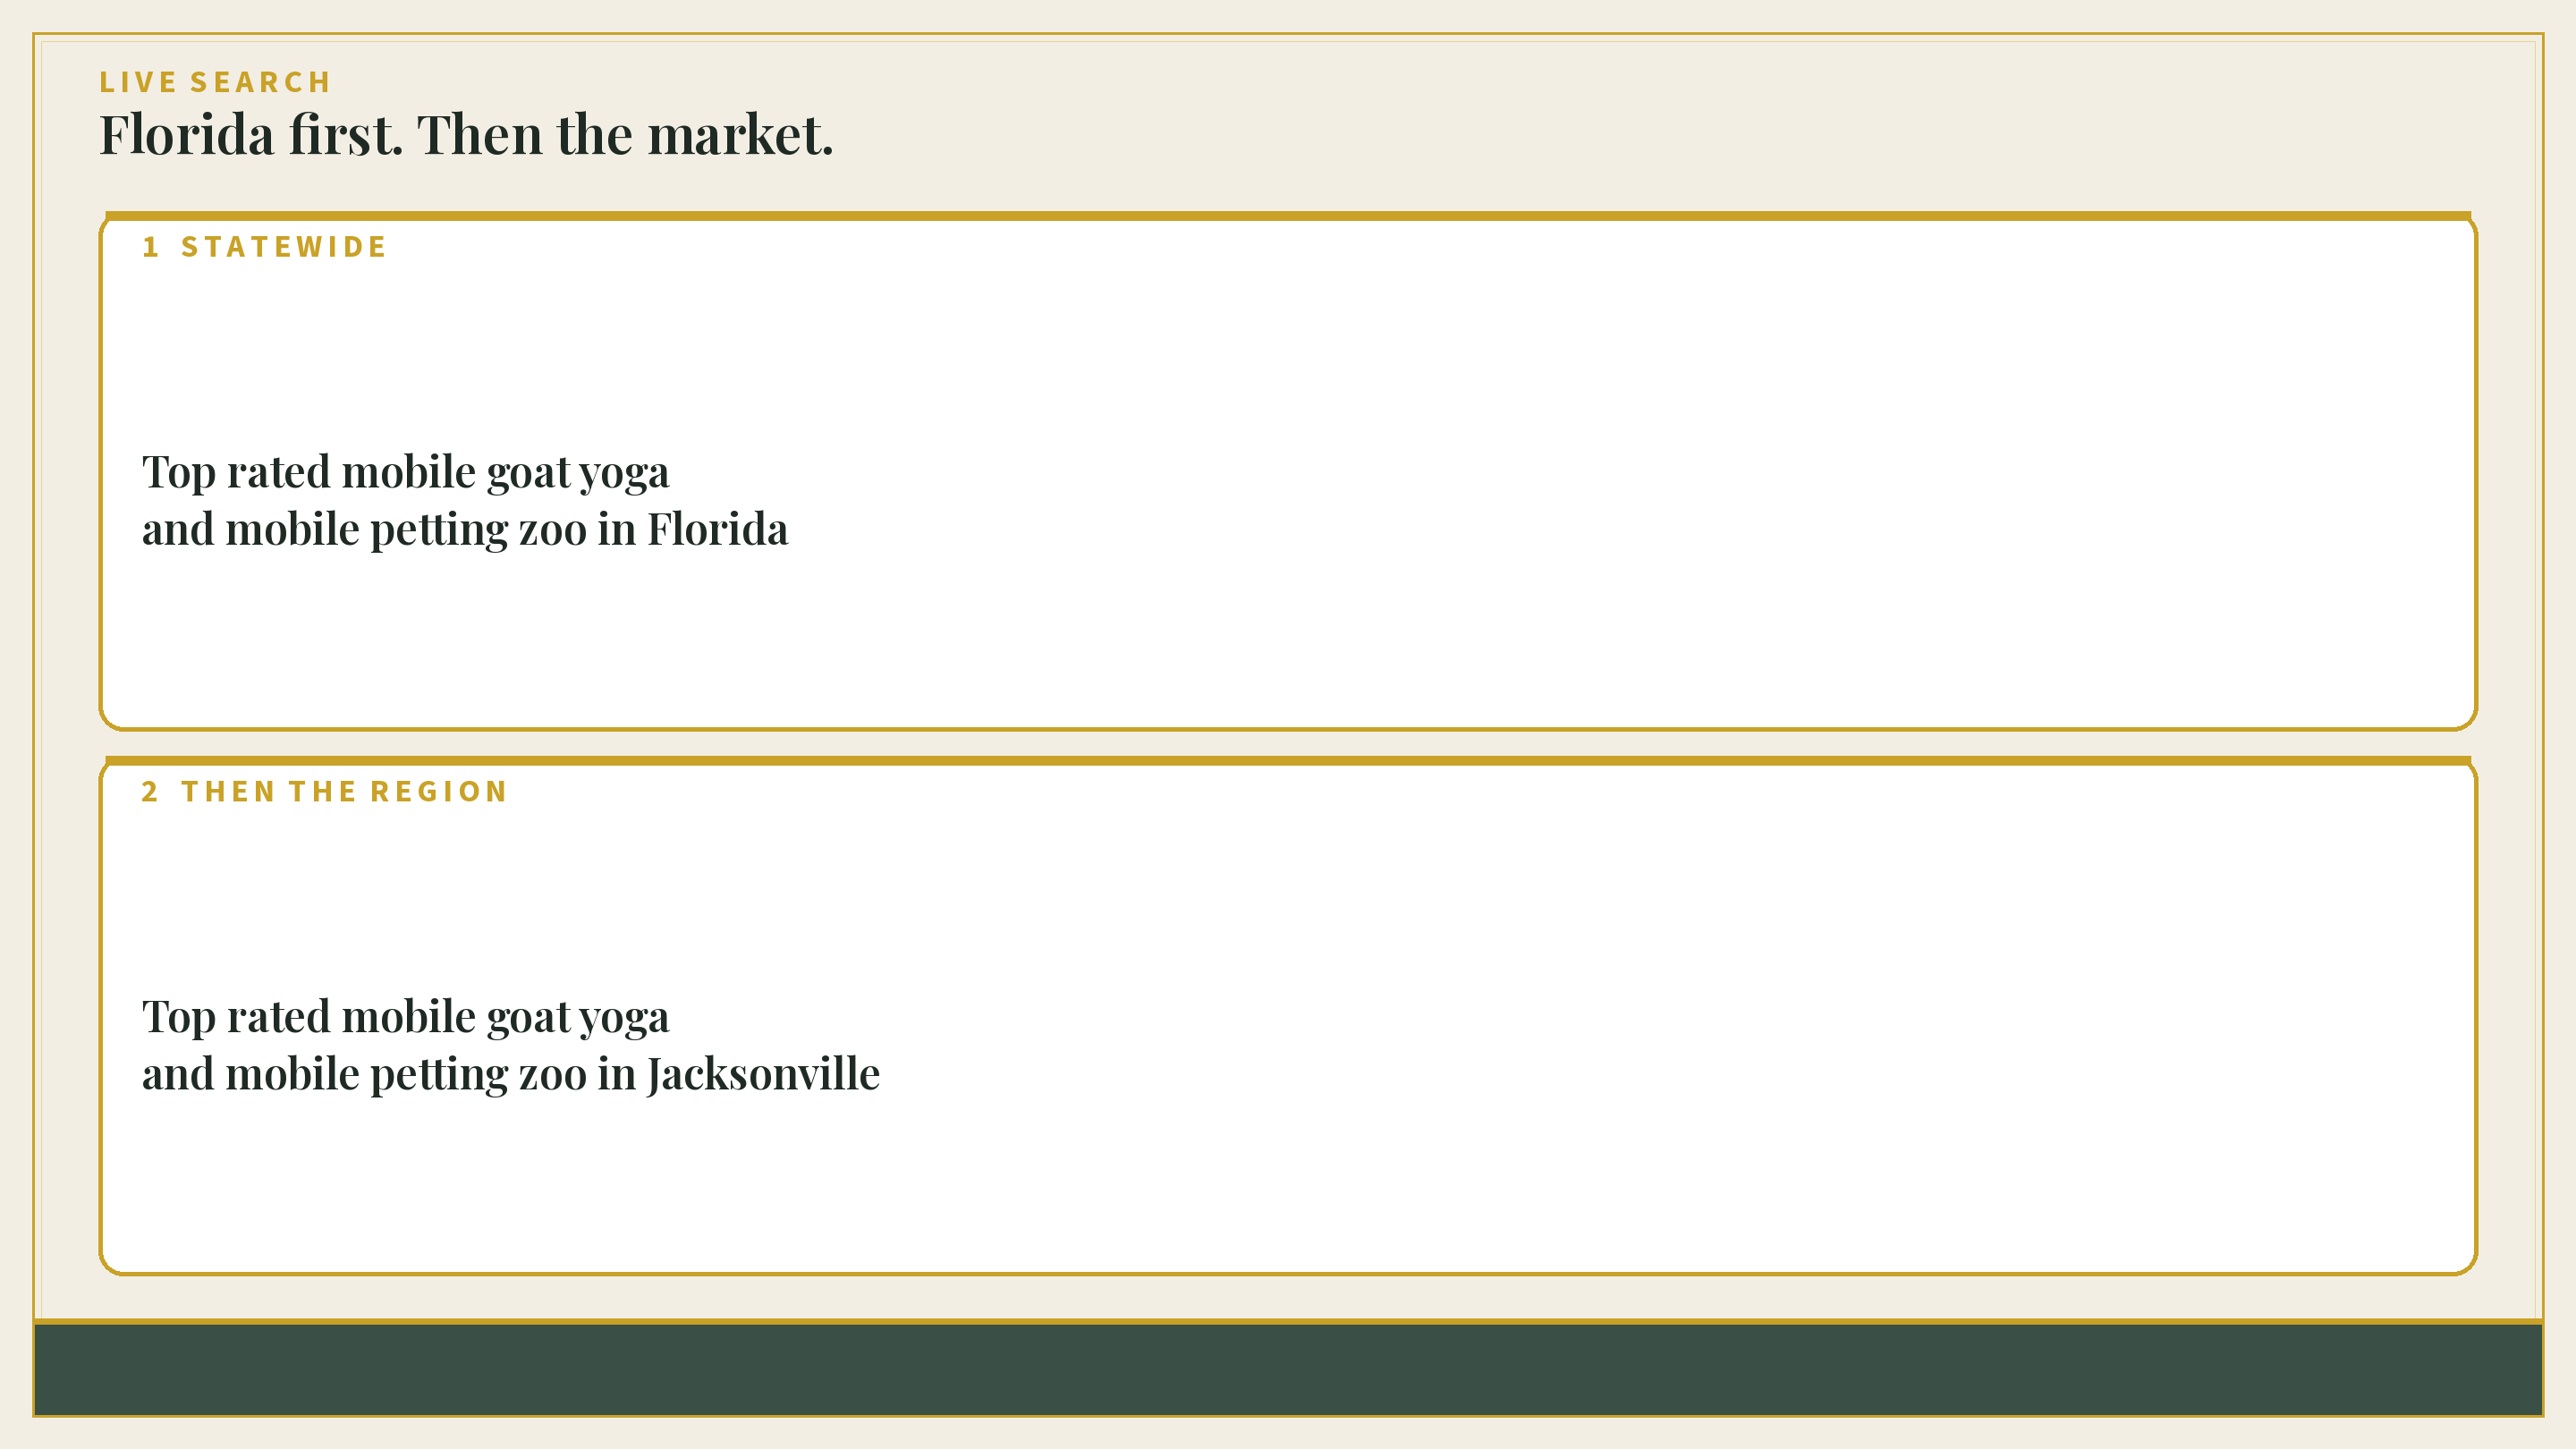 LIVE SEARCH
Florida first. Then the market.
1 STATEWIDE
Top rated mobile goat yoga
and mobile petting zoo in Florida
2 THEN THE REGION
Top rated mobile goat yoga
and mobile petting zoo in Jacksonville